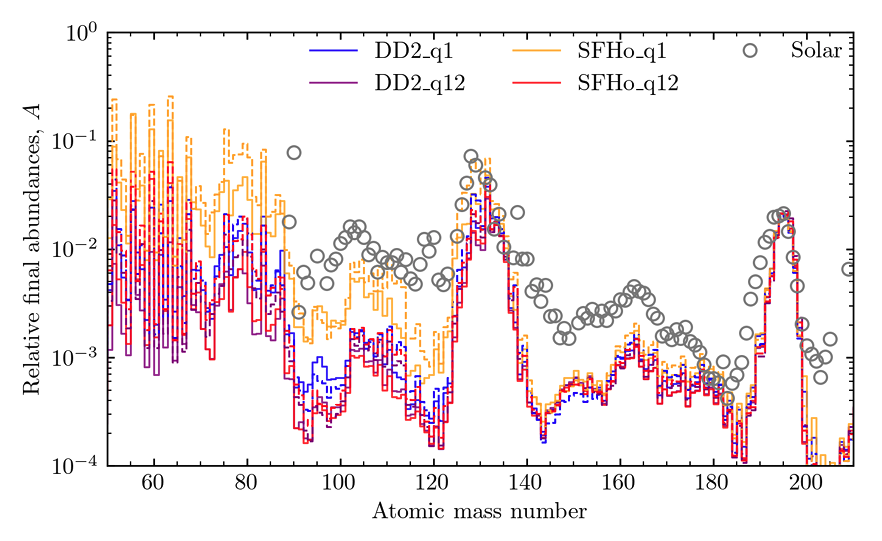 10^0
10^−1
10^−2
10^−3
10^−4
Relative final abundances, A
DD2_q1
DD2_q12
SFHo_q1
SFHo_q12
Solar
60 80 100 120 140 160 180 200
Atomic mass number